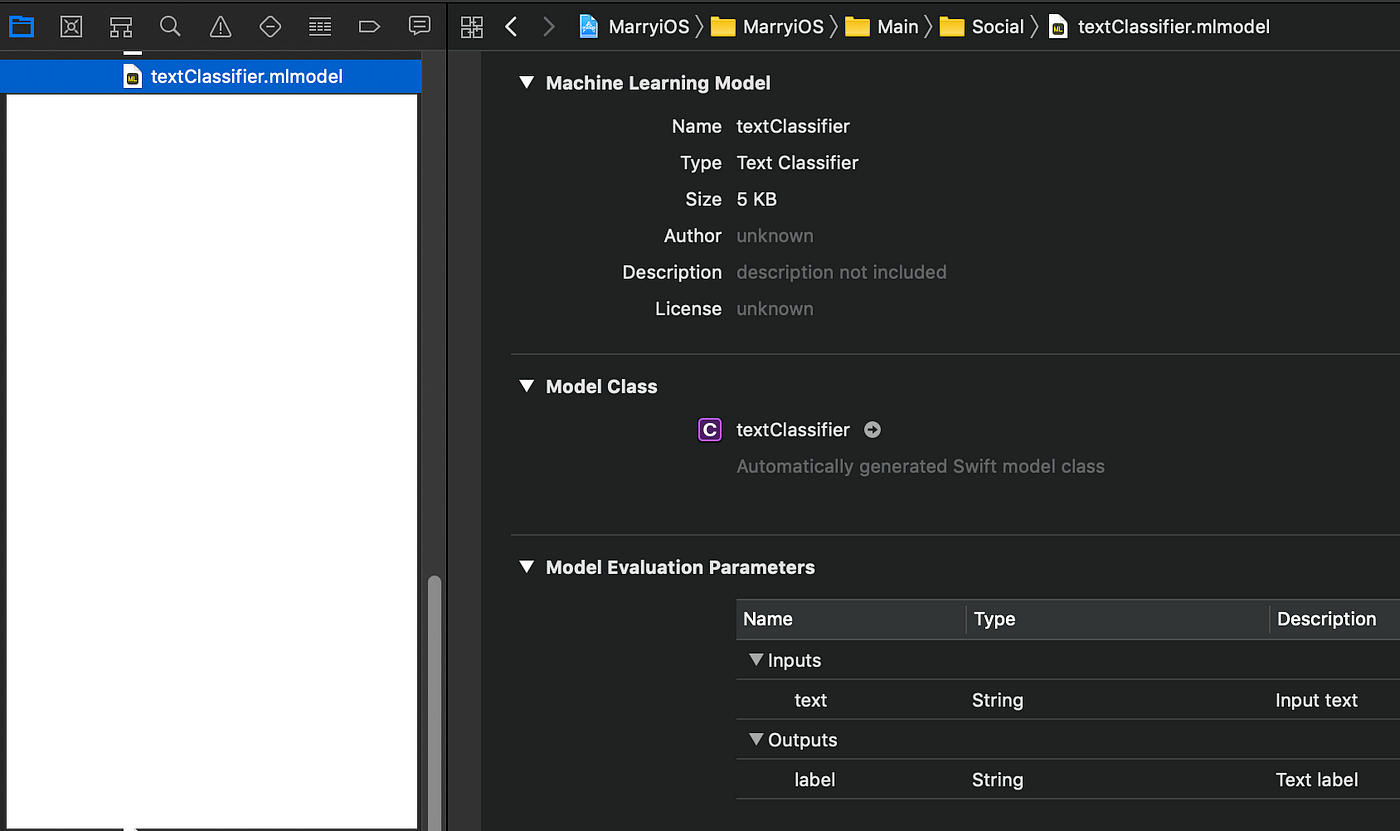 MarryiOS MarryiOS Main Social textClassifier.mlmodel
textClassifier.mlmodel
Machine Learning Model
Name textClassifier
Type Text Classifier
Size 5 KB
Author unknown
Description description not included
License unknown
Model Class
C textClassifier
Automatically generated Swift model class
Model Evaluation Parameters
Name Type Description
Inputs
text String Input text
Outputs
label String Text label